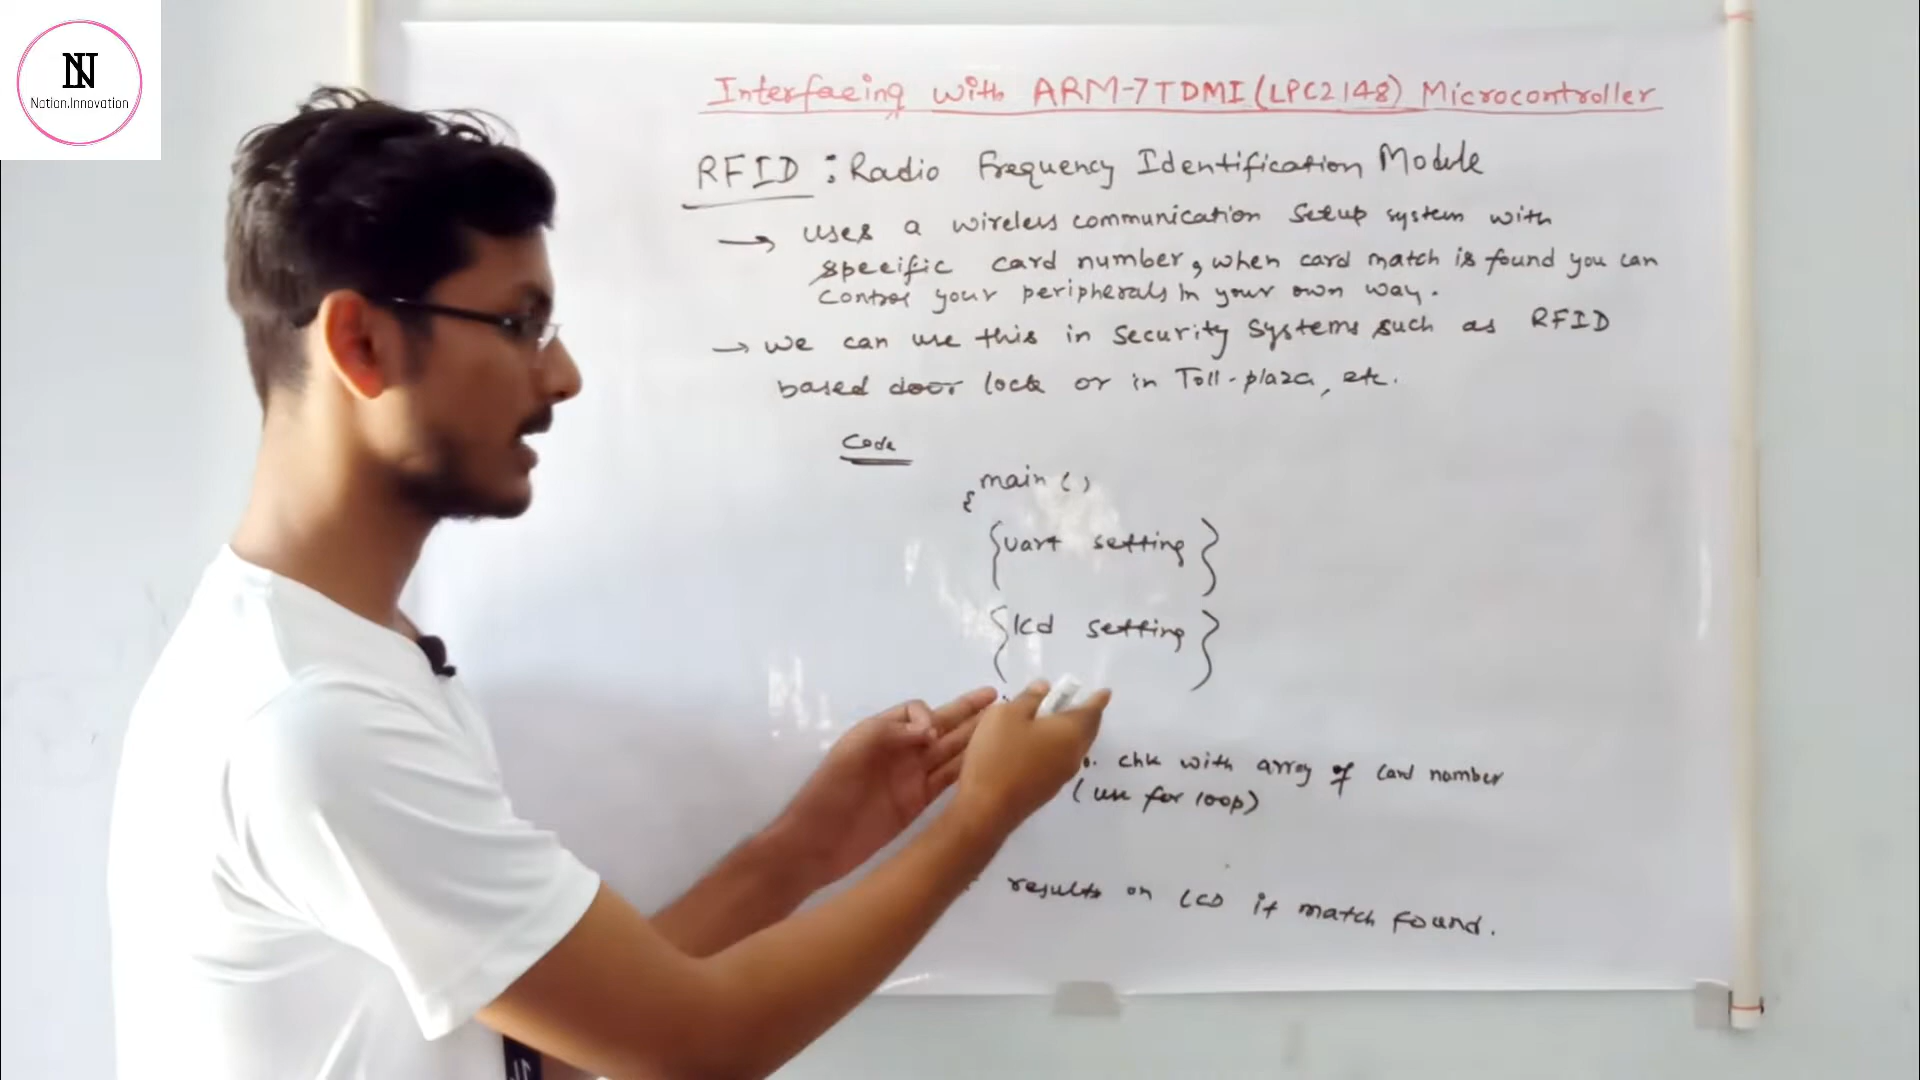 NI
Nation.Innovation
Interfacing with ARM-7TDMI (LPC2148) Microcontroller
RFID : Radio Frequency Identification Module
→ uses a wireless communication setup system with
specific card number, when card match is found you can
control your peripherals in your own way.
→ we can use this in security systems such as RFID
based door lock or in Toll-plaza, etc.
Code
main ( )
{
{uart setting}
{lcd setting}
chk with array of card number
(use for loop)
results on LCD if match found.